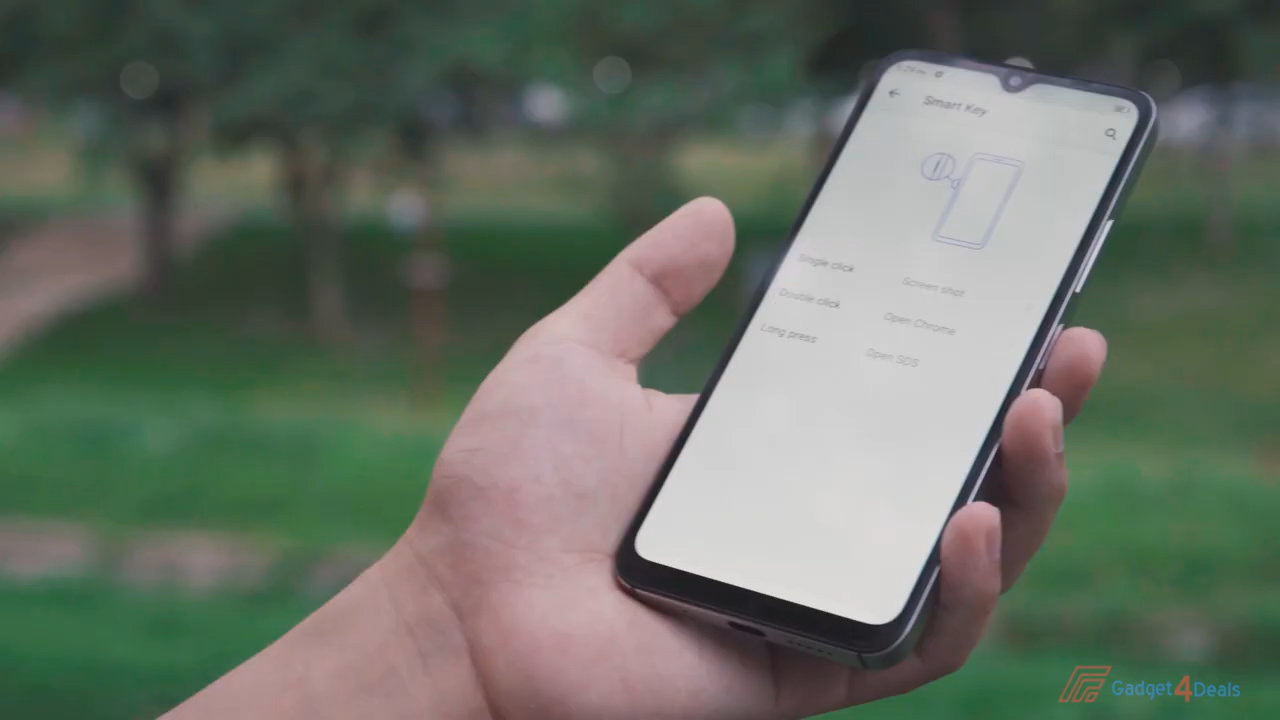 Smart Key
Single click Screen shot
Double click Open Chrome
Long press Open SOS
Gadget4Deals